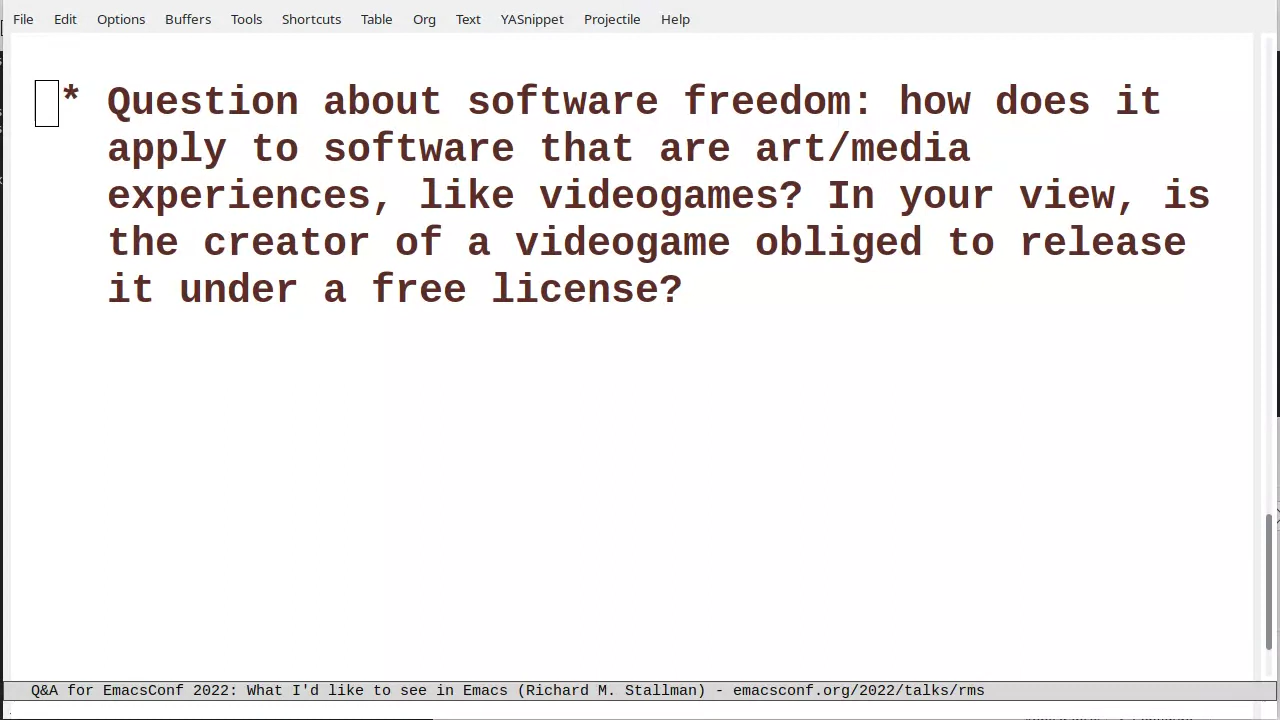 File Edit Options Buffers Tools Shortcuts Table Org Text YASnippet Projectile Help
* Question about software freedom: how does it
apply to software that are art/media
experiences, like videogames? In your view, is
the creator of a videogame obliged to release
it under a free license?
Q&A for EmacsConf 2022: What I'd like to see in Emacs (Richard M. Stallman) - emacsconf.org/2022/talks/rms